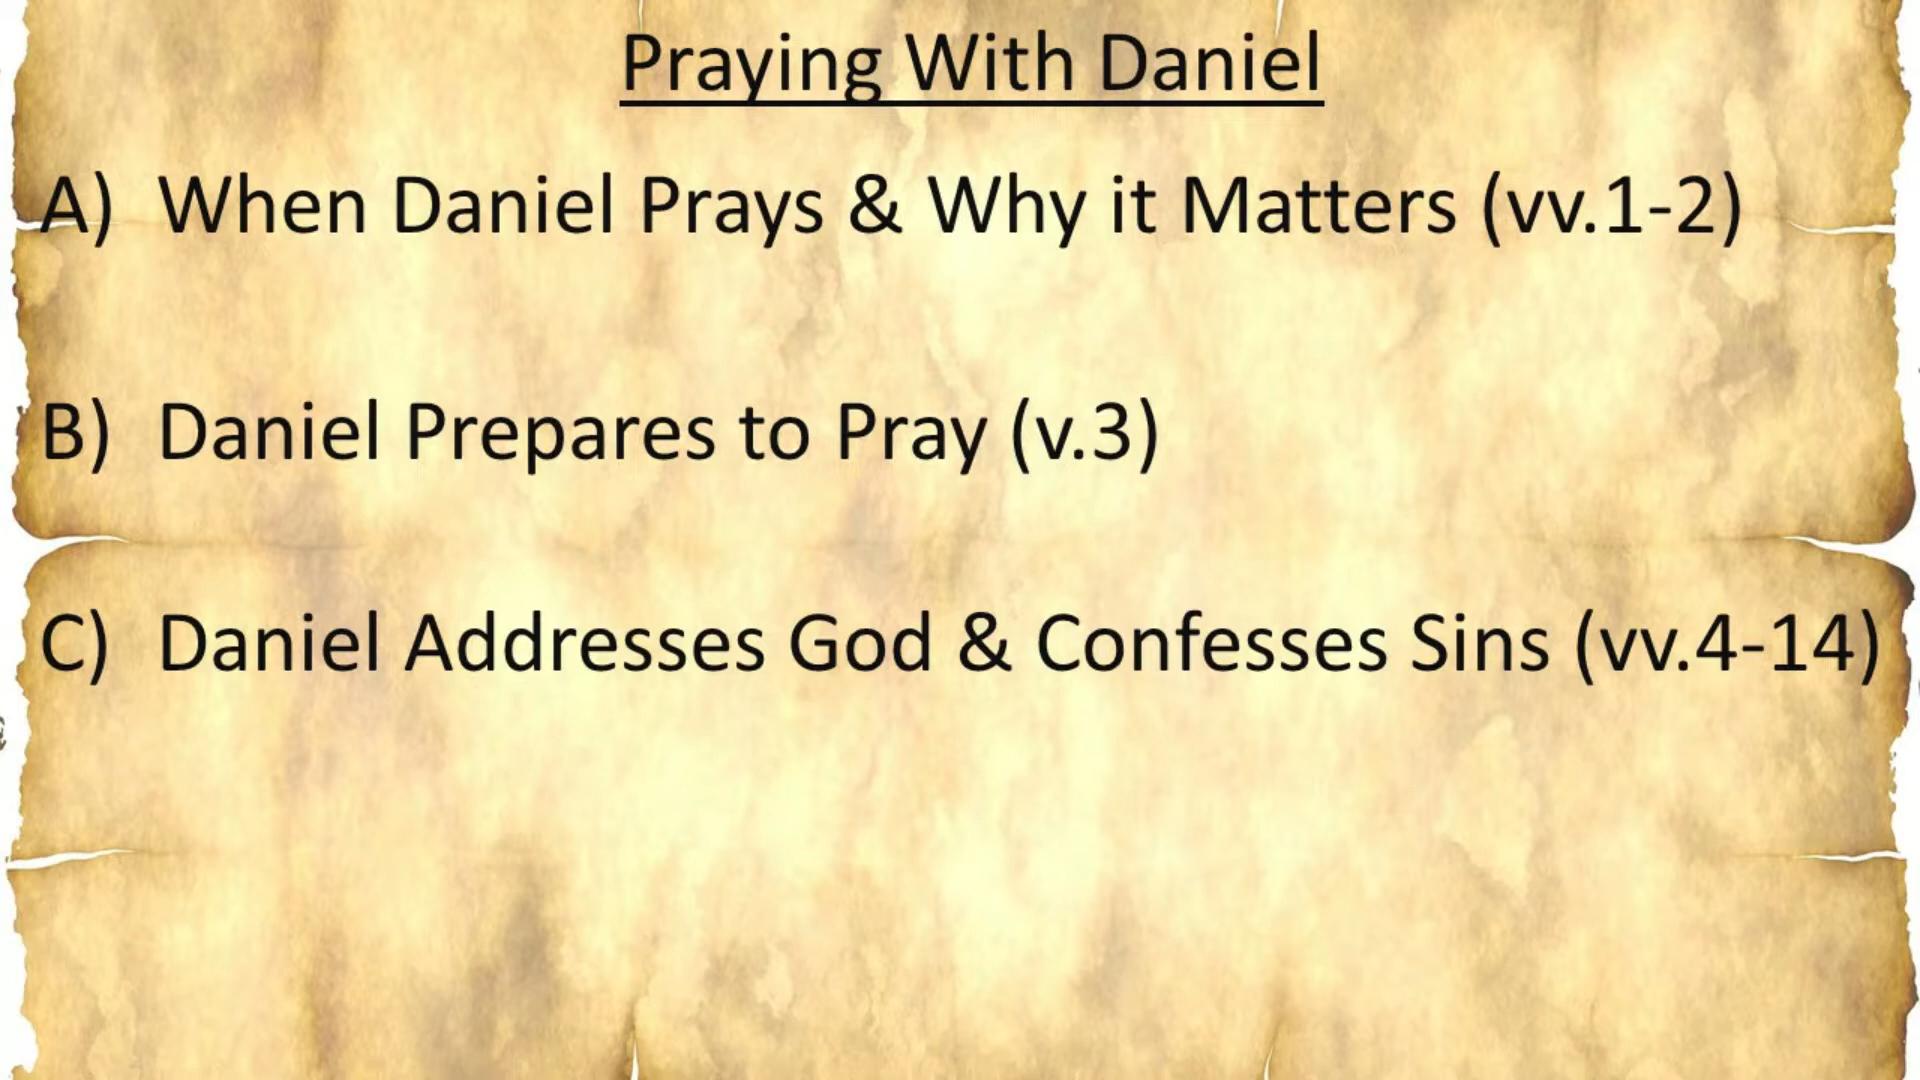 Praying With Daniel
A) When Daniel Prays & Why it Matters (vv.1-2)
B) Daniel Prepares to Pray (v.3)
C) Daniel Addresses God & Confesses Sins (vv.4-14)